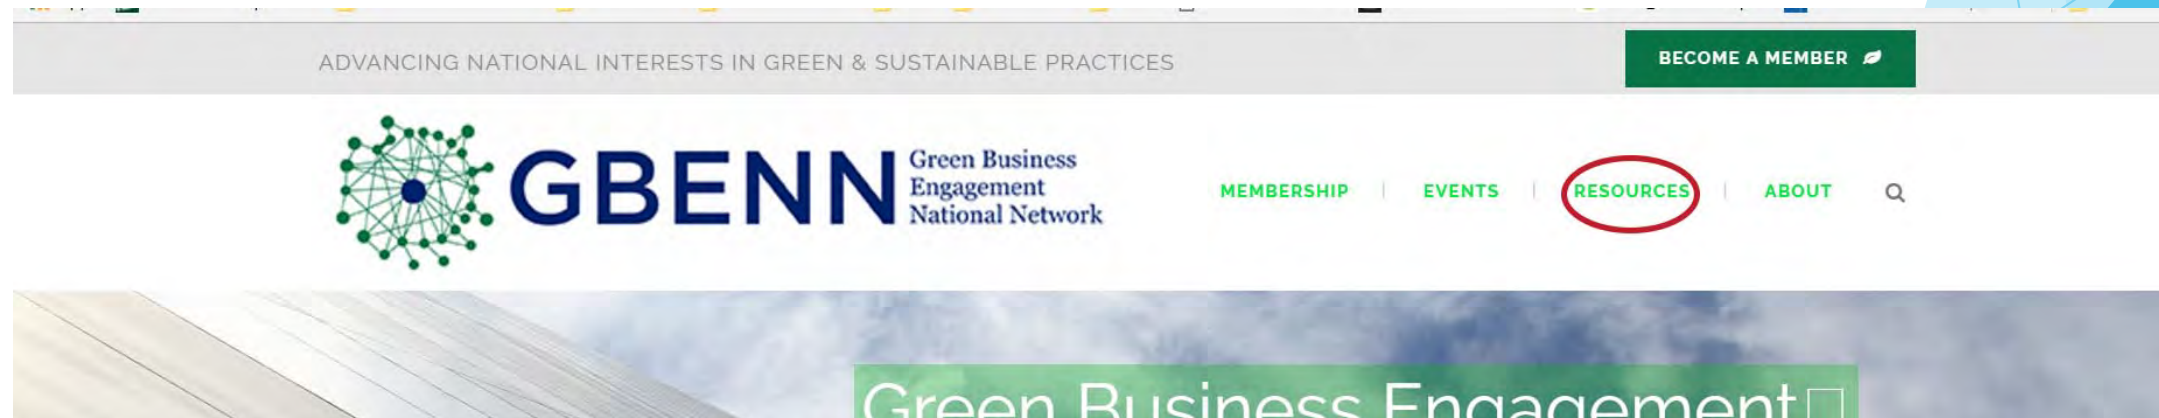 ADVANCING NATIONAL INTERESTS IN GREEN & SUSTAINABLE PRACTICES
BECOME A MEMBER
GBENN
Green Business
Engagement
National Network
MEMBERSHIP | EVENTS | RESOURCES | ABOUT
Green Business Engagement